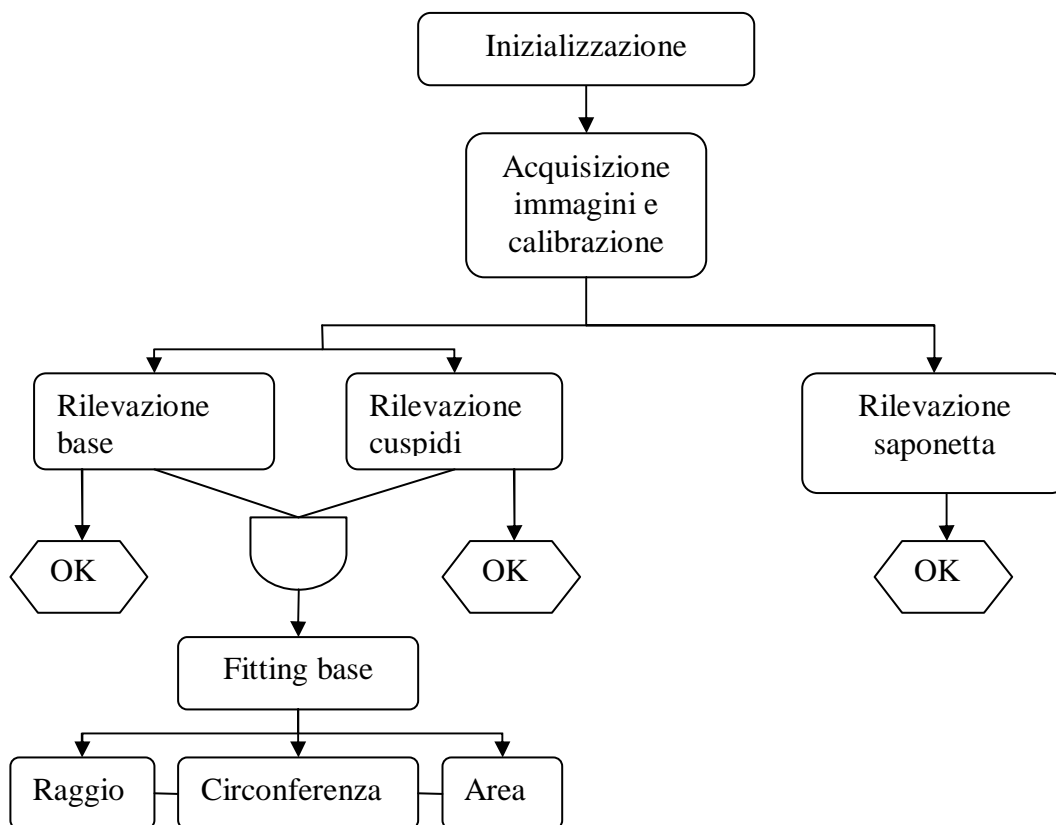 Inizializzazione
Acquisizione
immagini e
calibrazione
Rilevazione
base
Rilevazione
cuspidi
Rilevazione
saponetta
OK
OK
OK
Fitting base
Raggio
Circonferenza
Area